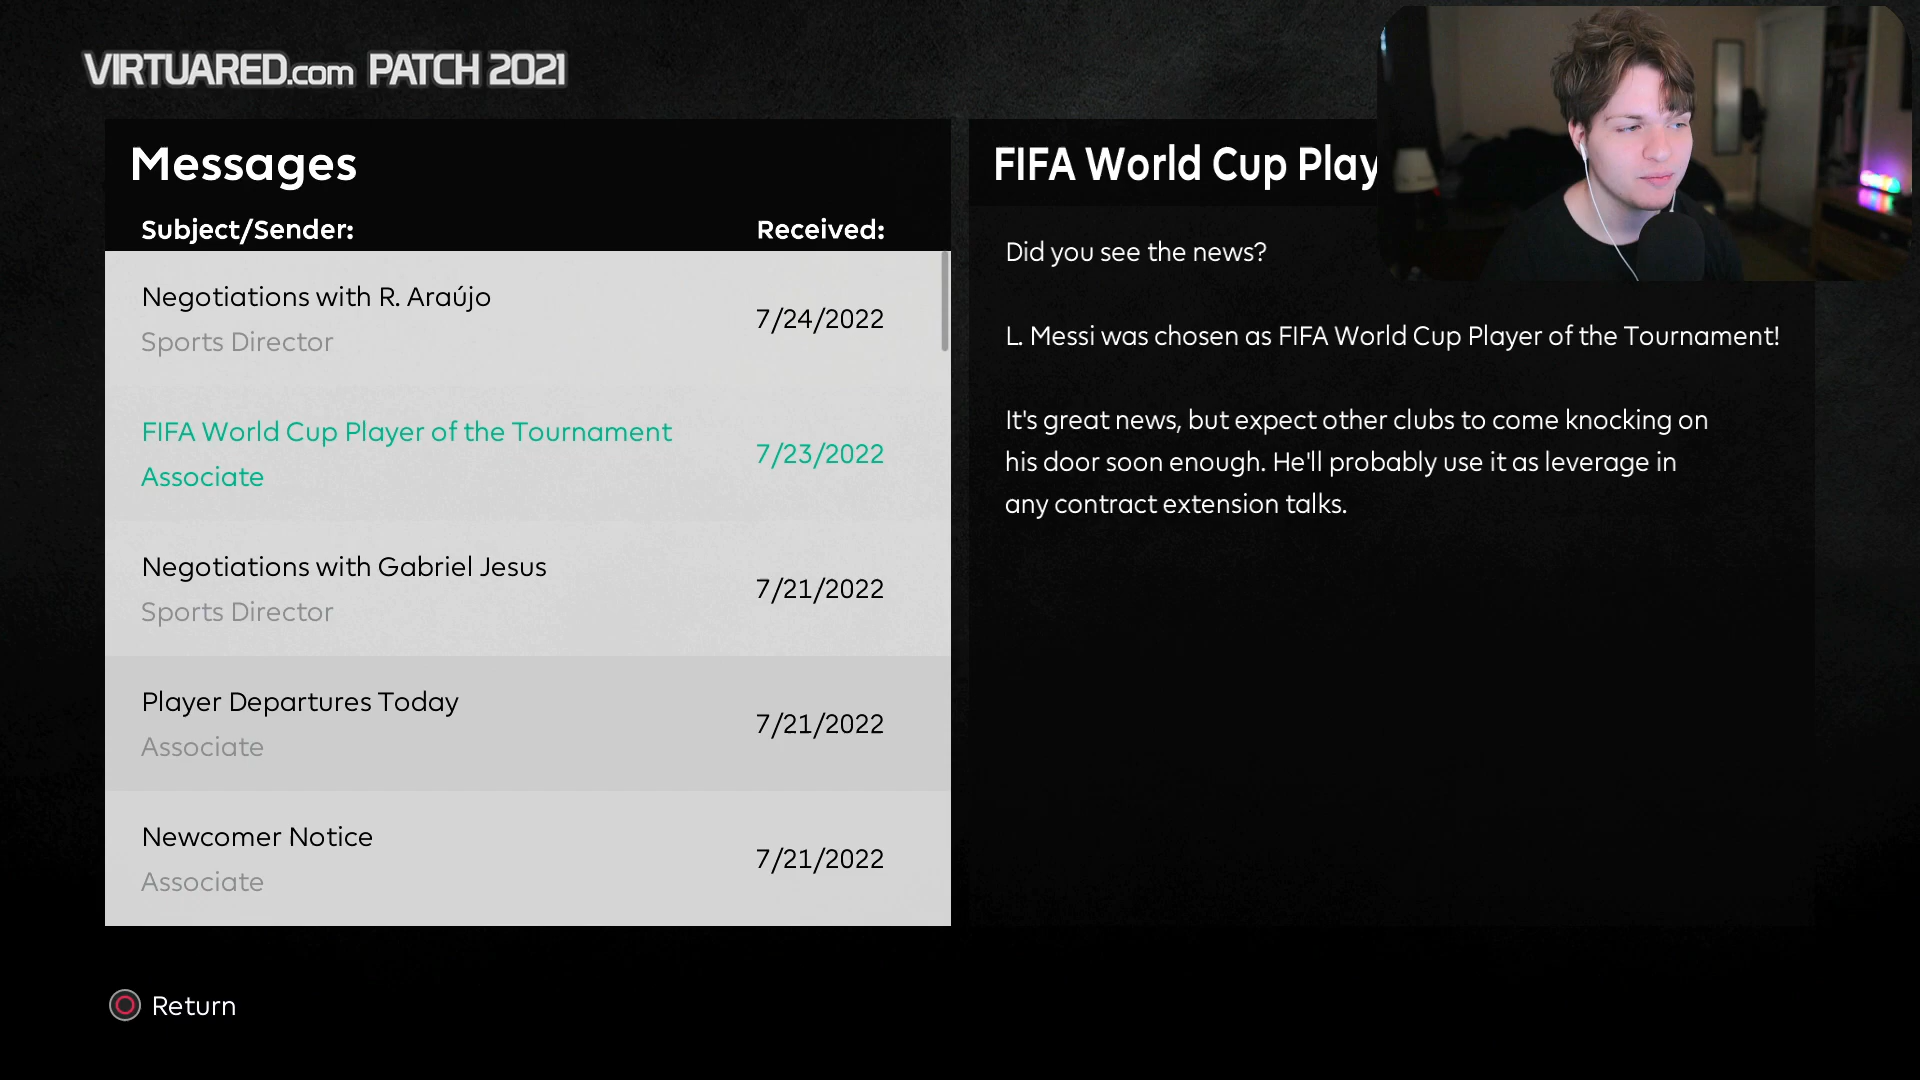 VIRTUARED.com PATCH 2021
Messages
Subject/Sender: Received:
Negotiations with R. Araújo
Sports Director
7/24/2022
FIFA World Cup Player of the Tournament
Associate
7/23/2022
Negotiations with Gabriel Jesus
Sports Director
7/21/2022
Player Departures Today
Associate
7/21/2022
Newcomer Notice
Associate
7/21/2022
FIFA World Cup Play
Did you see the news?
L. Messi was chosen as FIFA World Cup Player of the Tournament!
It's great news, but expect other clubs to come knocking on
his door soon enough. He'll probably use it as leverage in
any contract extension talks.
Return